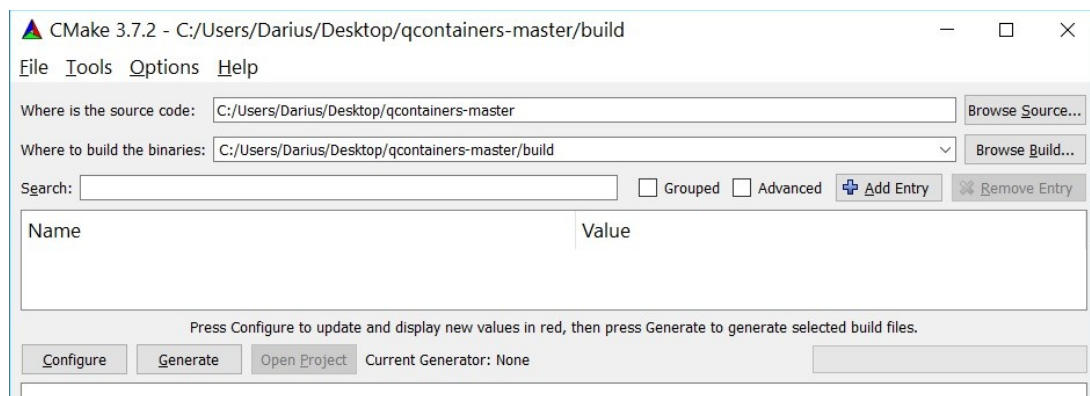 CMake 3.7.2 - C:/Users/Darius/Desktop/qcontainers-master/build
File Tools Options Help
Where is the source code: C:/Users/Darius/Desktop/qcontainers-master Browse Source...
Where to build the binaries: C:/Users/Darius/Desktop/qcontainers-master/build Browse Build...
Search: Grouped Advanced Add Entry Remove Entry
Name Value
Press Configure to update and display new values in red, then press Generate to generate selected build files.
Configure Generate Open Project Current Generator: None